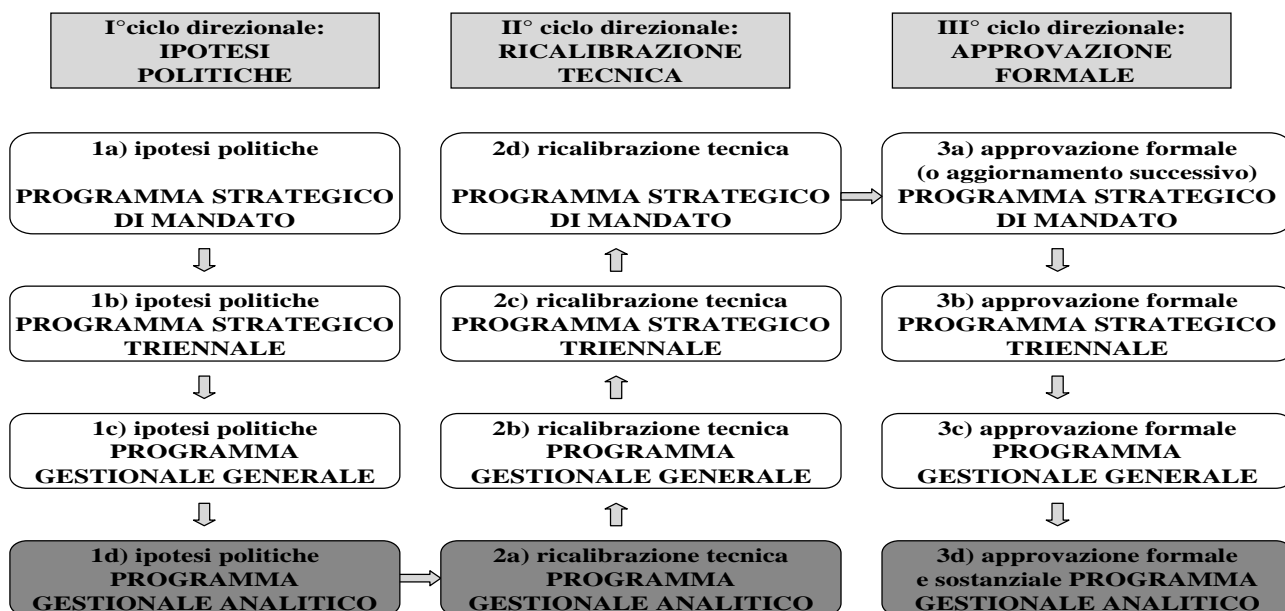 I°ciclo direzionale:
IPOTESI
POLITICHE
II° ciclo direzionale:
RICALIBRAZIONE
TECNICA
III° ciclo direzionale:
APPROVAZIONE
FORMALE
1a) ipotesi politiche
PROGRAMMA STRATEGICO
DI MANDATO
2d) ricalibrazione tecnica
PROGRAMMA STRATEGICO
DI MANDATO
3a) approvazione formale
(o aggiornamento successivo)
PROGRAMMA STRATEGICO
DI MANDATO
1b) ipotesi politiche
PROGRAMMA STRATEGICO
TRIENNALE
2c) ricalibrazione tecnica
PROGRAMMA STRATEGICO
TRIENNALE
3b) approvazione formale
PROGRAMMA STRATEGICO
TRIENNALE
1c) ipotesi politiche
PROGRAMMA
GESTIONALE GENERALE
2b) ricalibrazione tecnica
PROGRAMMA
GESTIONALE GENERALE
3c) approvazione formale
PROGRAMMA
GESTIONALE GENERALE
1d) ipotesi politiche
PROGRAMMA
GESTIONALE ANALITICO
2a) ricalibrazione tecnica
PROGRAMMA
GESTIONALE ANALITICO
3d) approvazione formale
e sostanziale PROGRAMMA
GESTIONALE ANALITICO